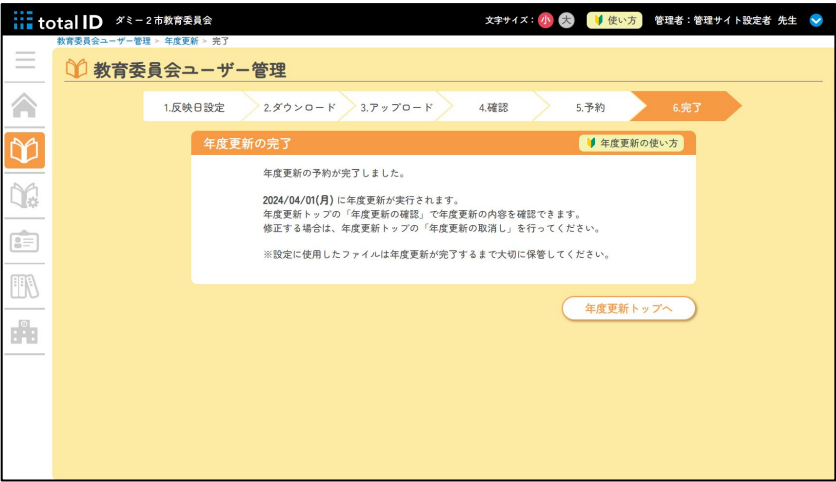 total ID ダミー2市教育委員会 文字サイズ: 小 大 使い方 管理者:管理サイト設定者 先生
教育委員会ユーザー管理 > 年度更新 > 完了
教育委員会ユーザー管理
1.反映日設定 2.ダウンロード 3.アップロード 4.確認 5.予約 6.完了
年度更新の完了 年度更新の使い方
年度更新の予約が完了しました。
2024/04/01(月) に年度更新が実行されます。
年度更新トップの「年度更新の確認」で年度更新の内容を確認できます。
修正する場合は、年度更新トップの「年度更新の取消し」を行ってください。
※設定に使用したファイルは年度更新が完了するまで大切に保管してください。
年度更新トップへ